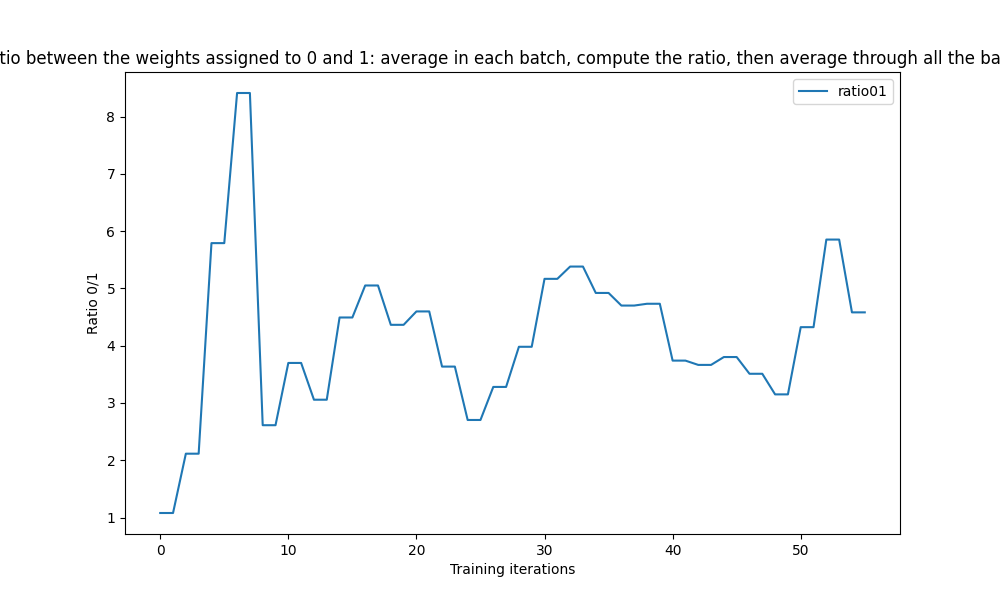 tio between the weights assigned to 0 and 1: average in each batch, compute the ratio, then average through all the ba
ratio01
8
7
6
5
4
3
2
1
Ratio 0/1
0 10 20 30 40 50
Training iterations